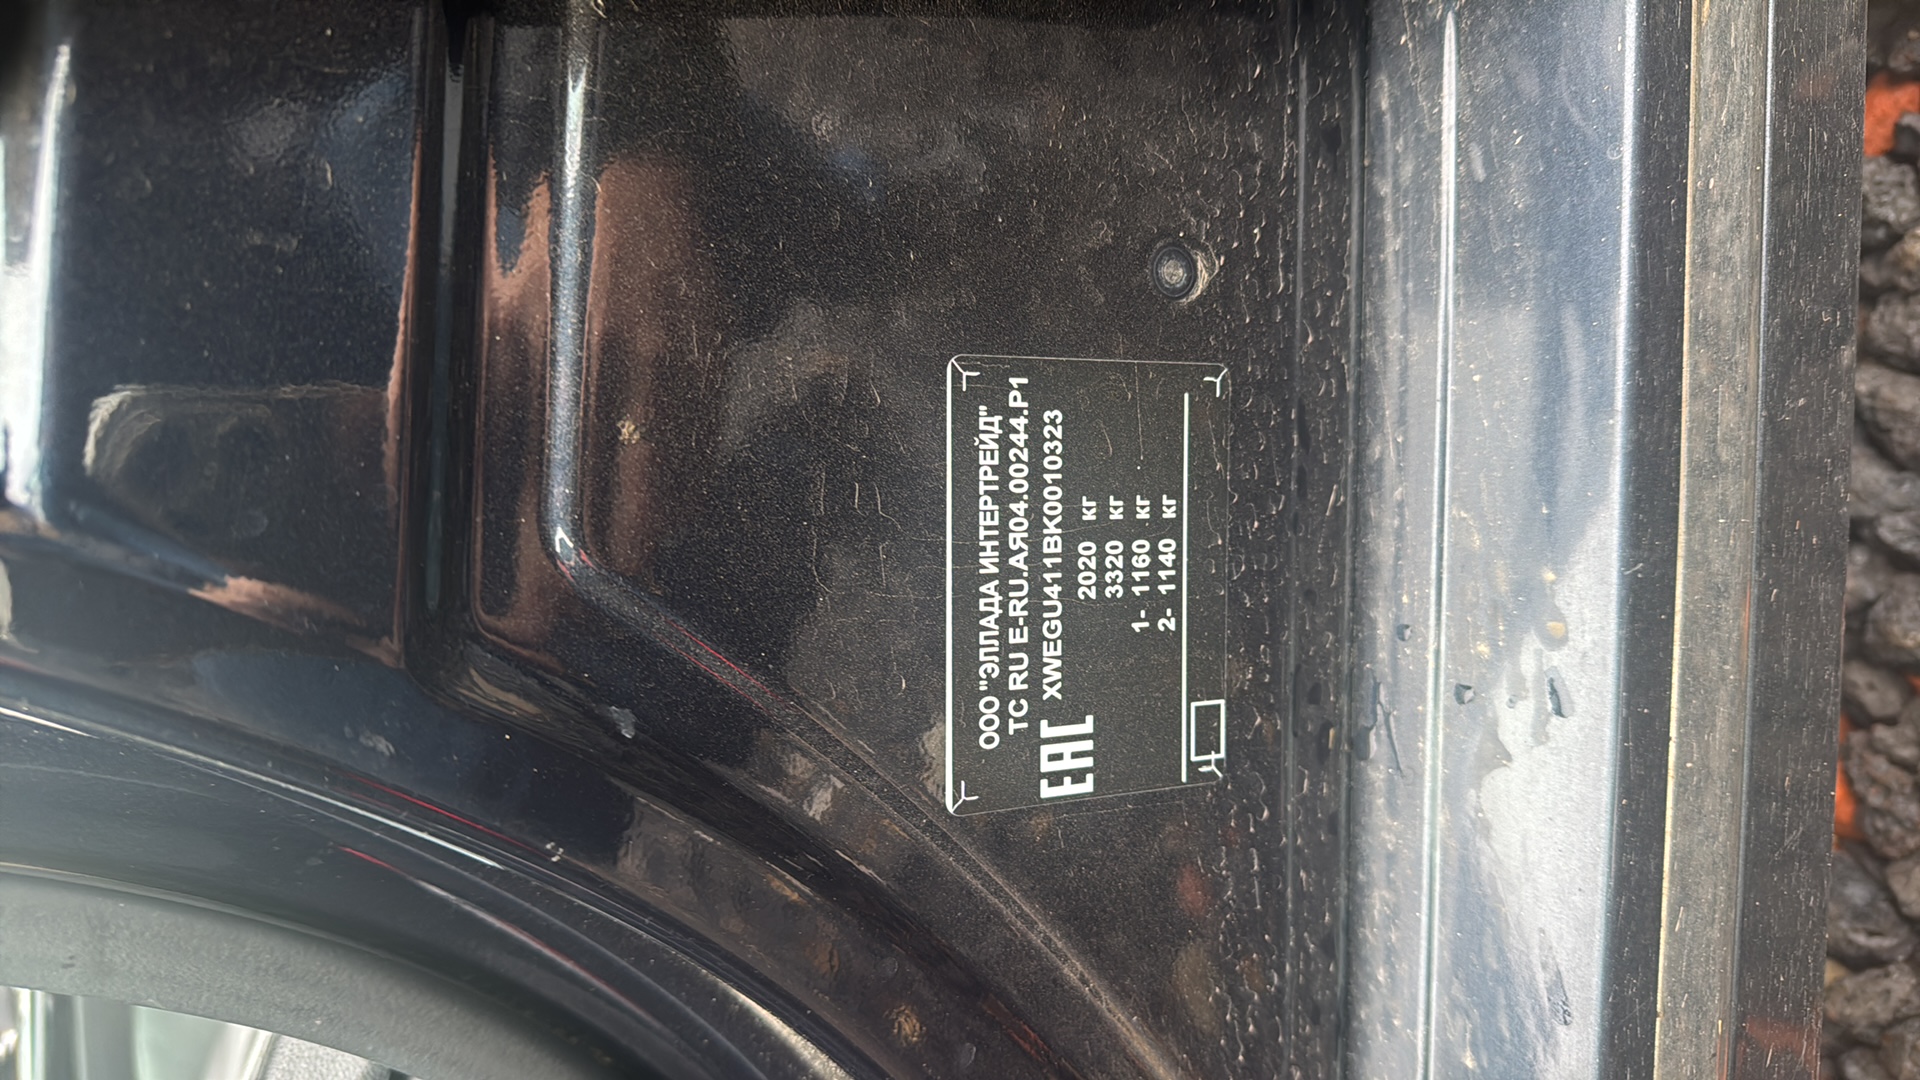 ООО "ЭЛЛАДА ИНТЕРТРЕЙД"
ТС RU E-RU.АЯ04.00244.Р1
EAC XWEGU411BK0010323
2020 кг
3320 кг
1- 1160 кг
2- 1140 кг